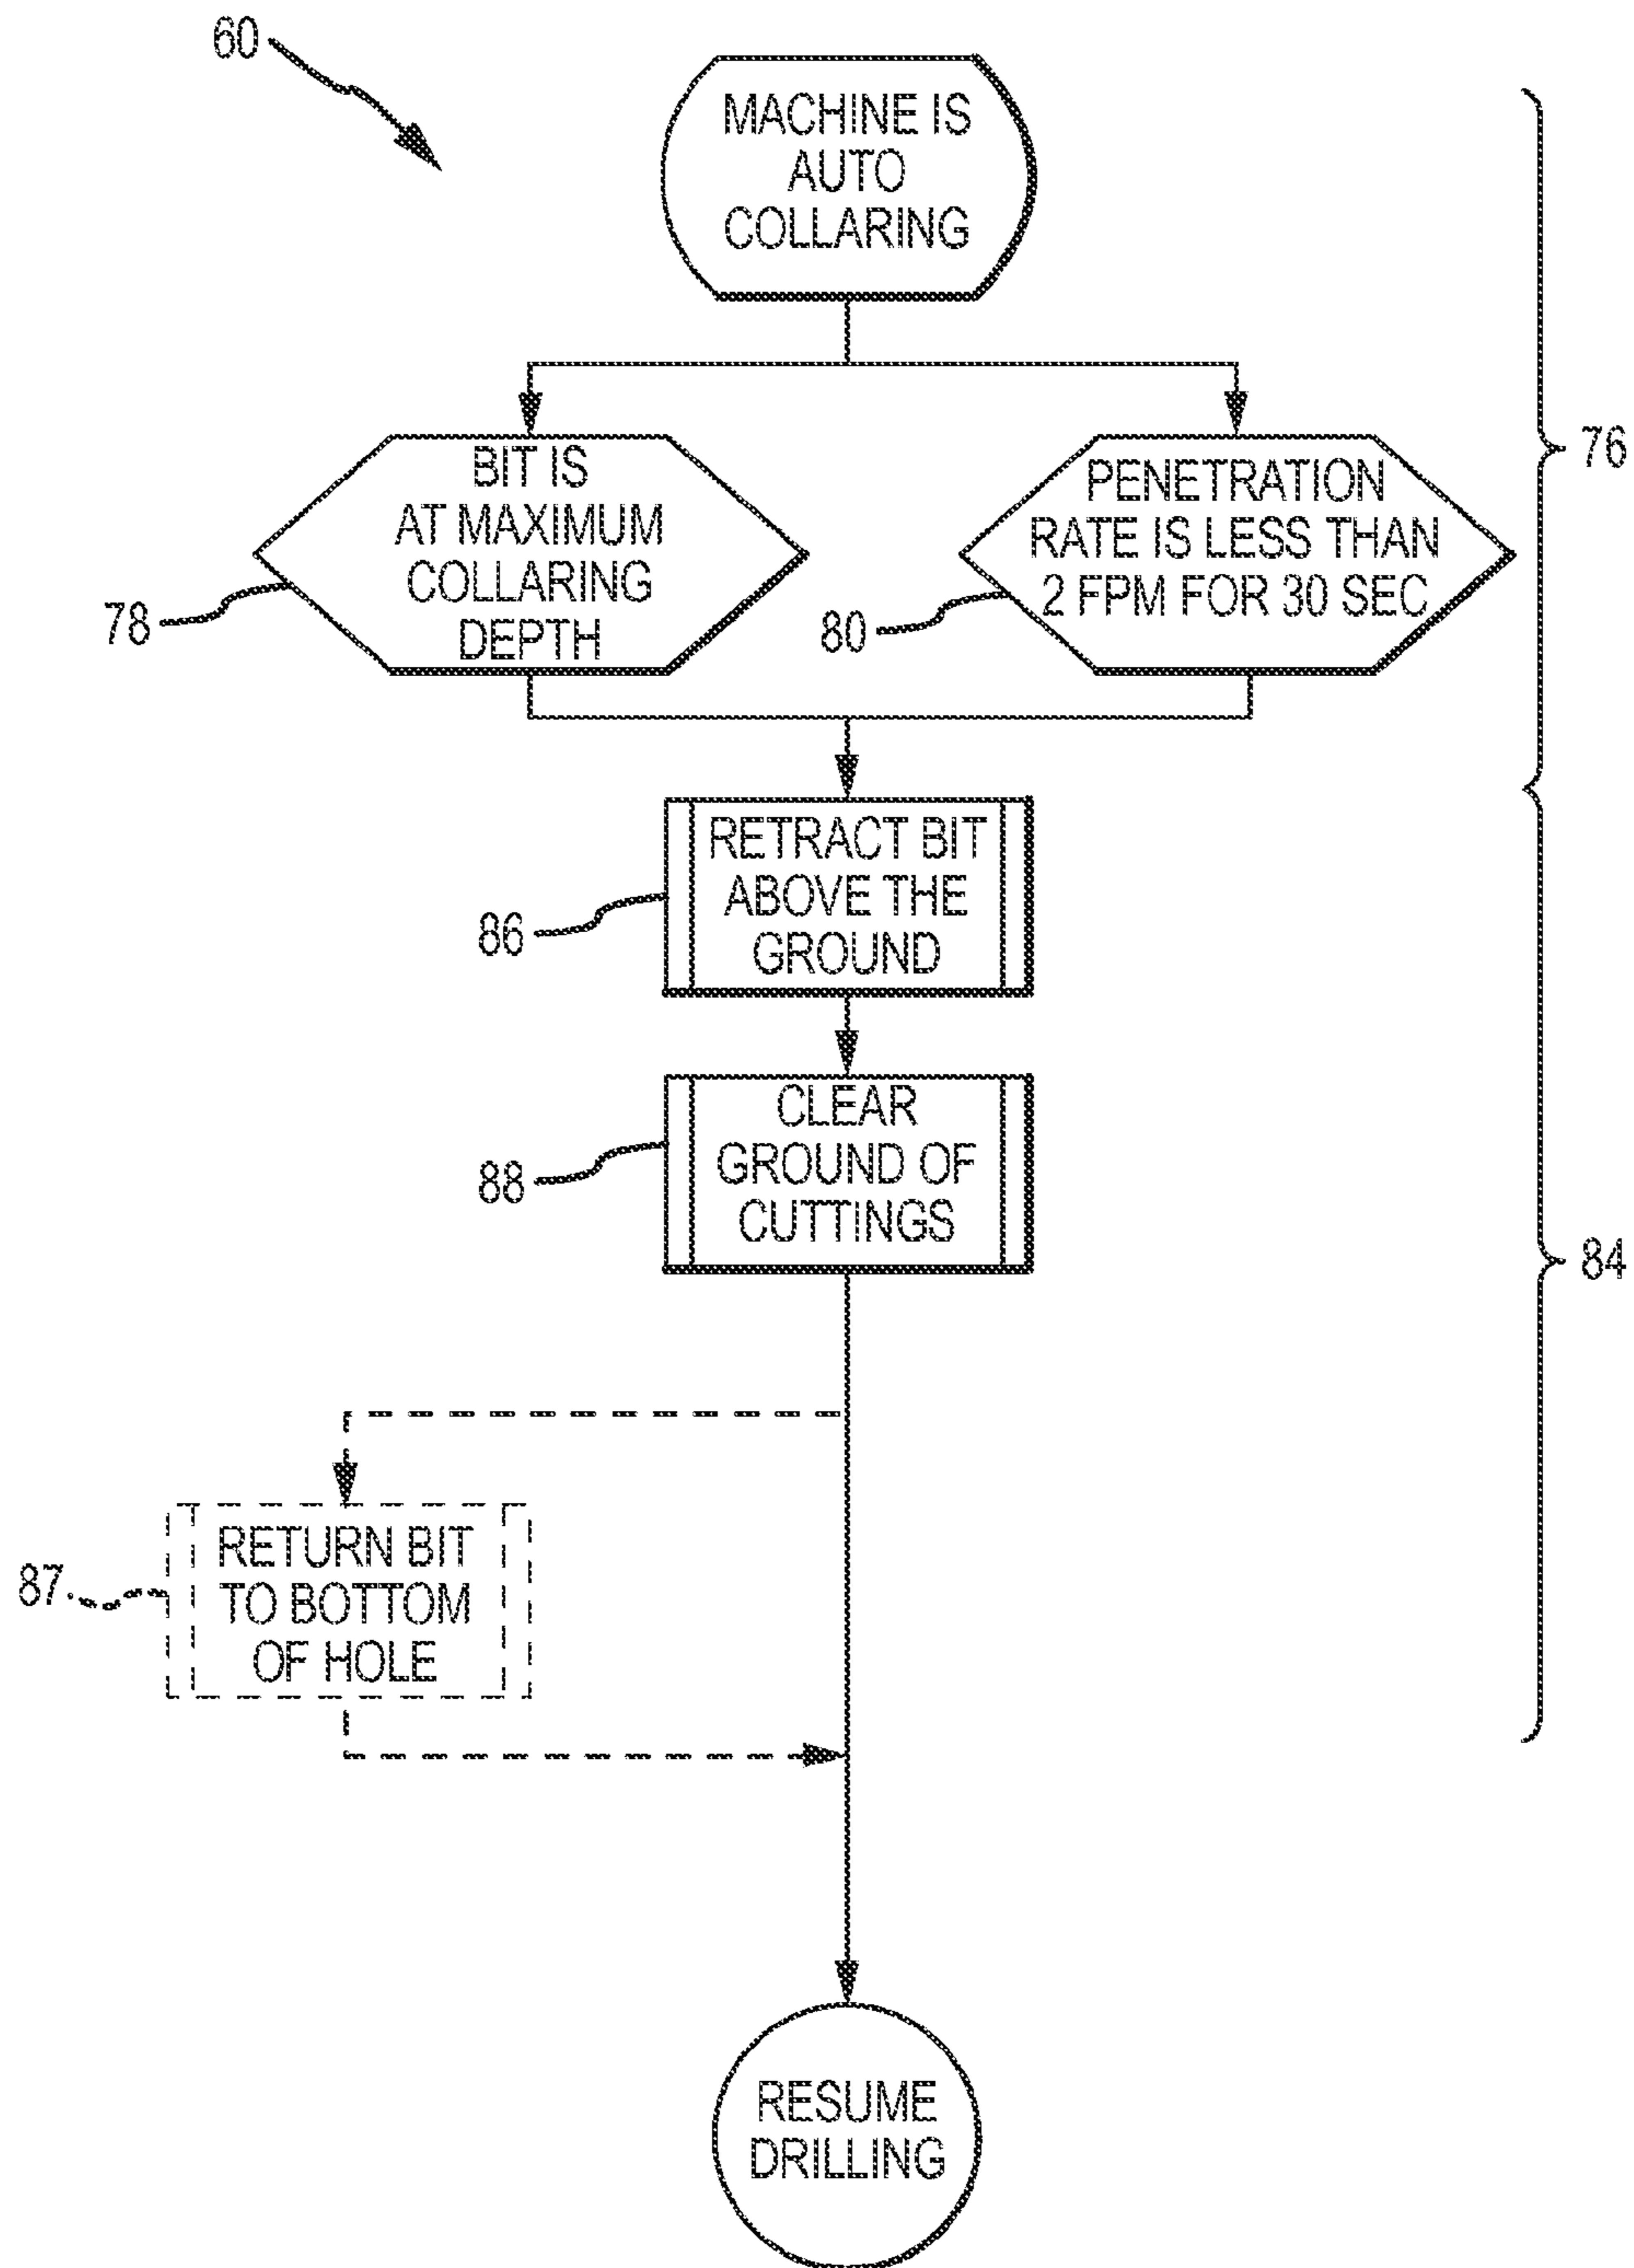 60
MACHINE IS
AUTO
COLLARING
BIT IS
AT MAXIMUM
COLLARING
DEPTH
78
PENETRATION
RATE IS LESS THAN
2 FPM FOR 30 SEC
80
76
RETRACT BIT
ABOVE THE
GROUND
86
CLEAR
GROUND OF
CUTTINGS
88
84
RETURN BIT
TO BOTTOM
OF HOLE
87
RESUME
DRILLING